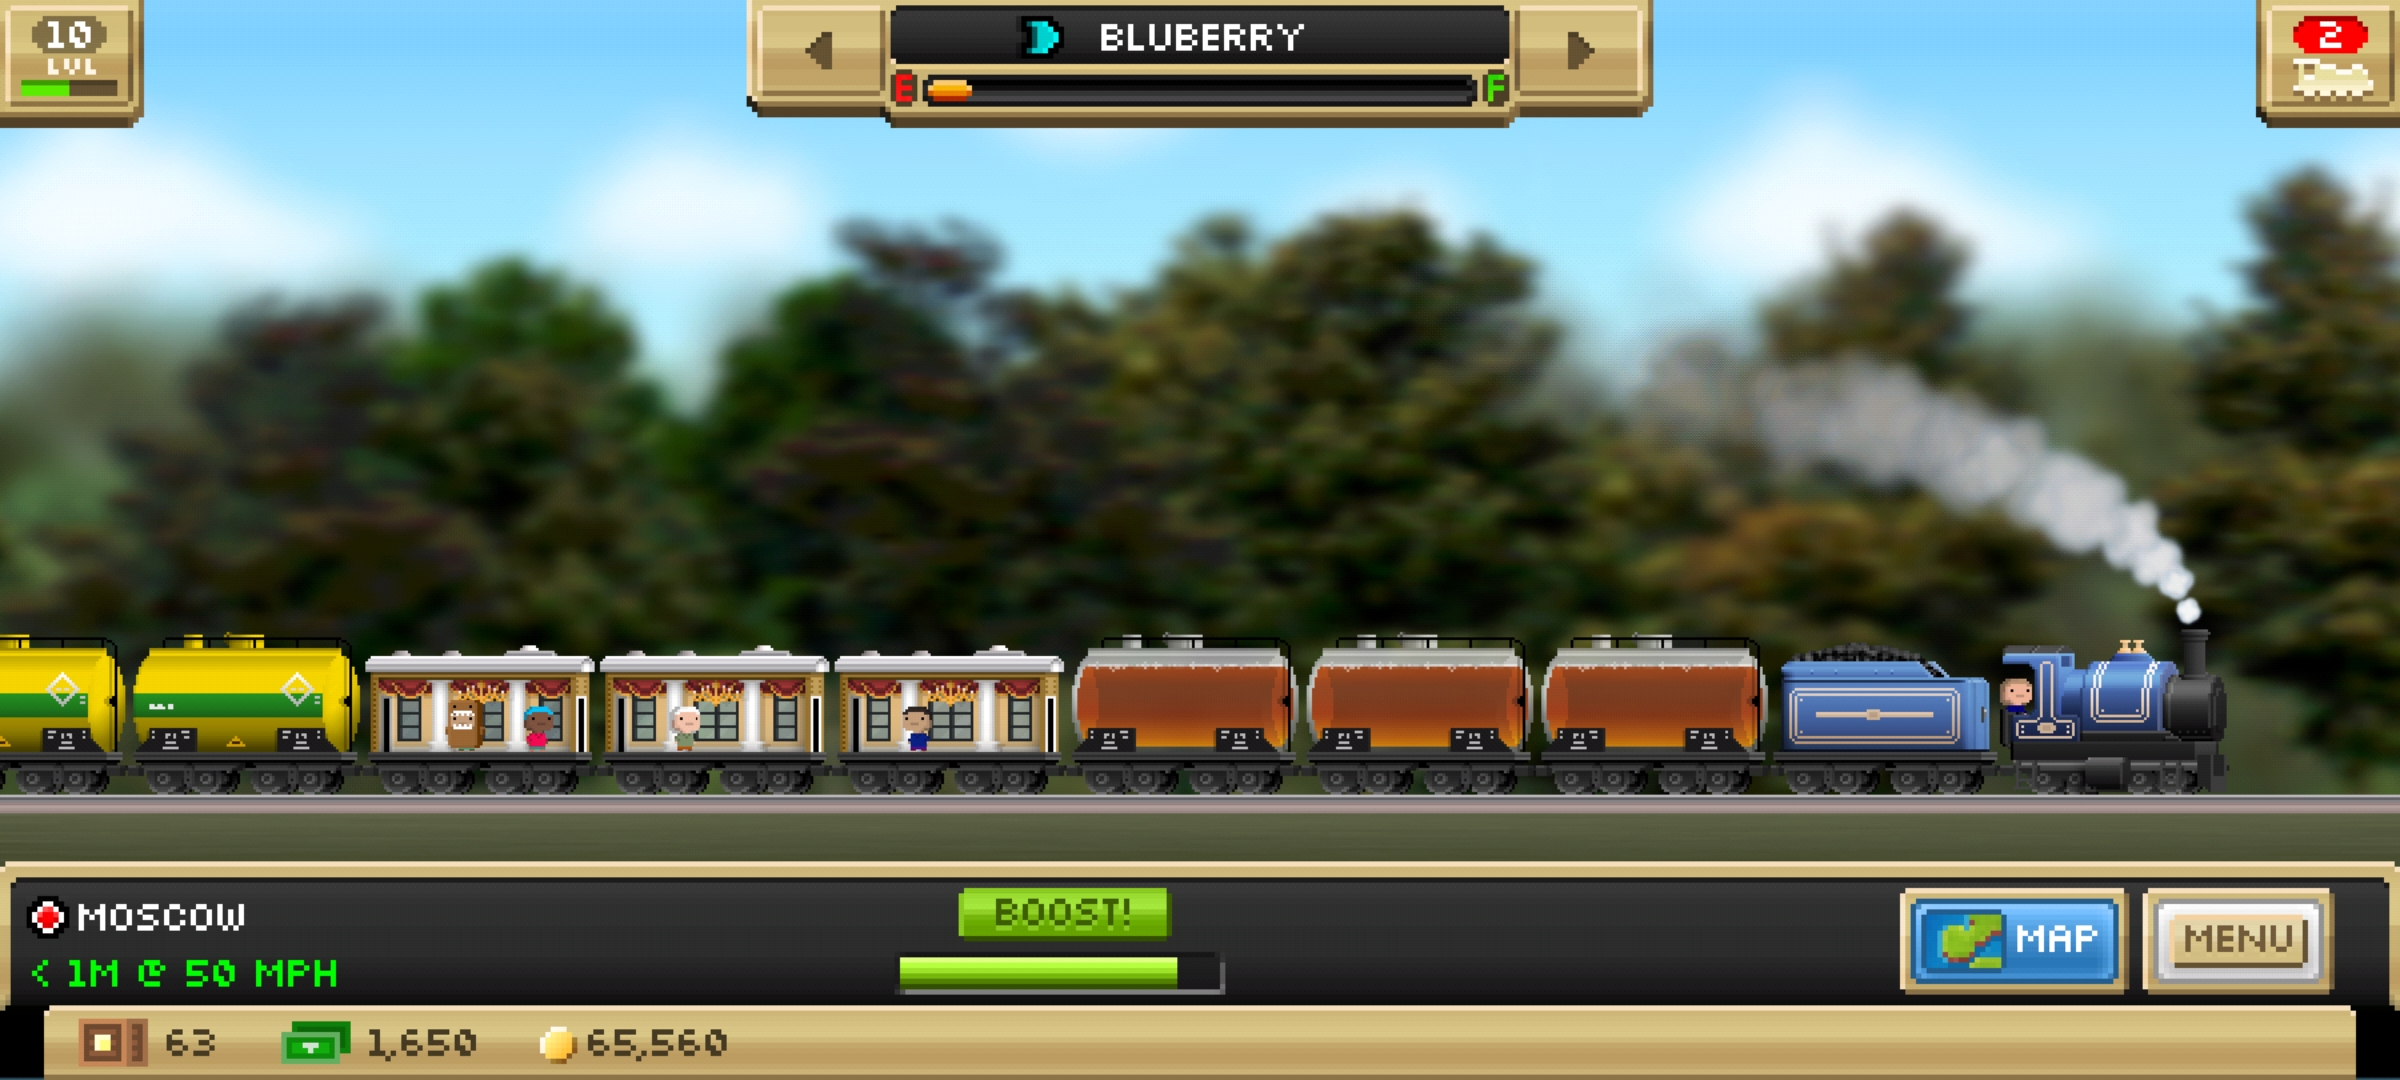 10
LVL
BLUBERRY
E F
2
MOSCOW
< 1M @ 50 MPH
BOOST!
MAP
MENU
63 1,650 65,560